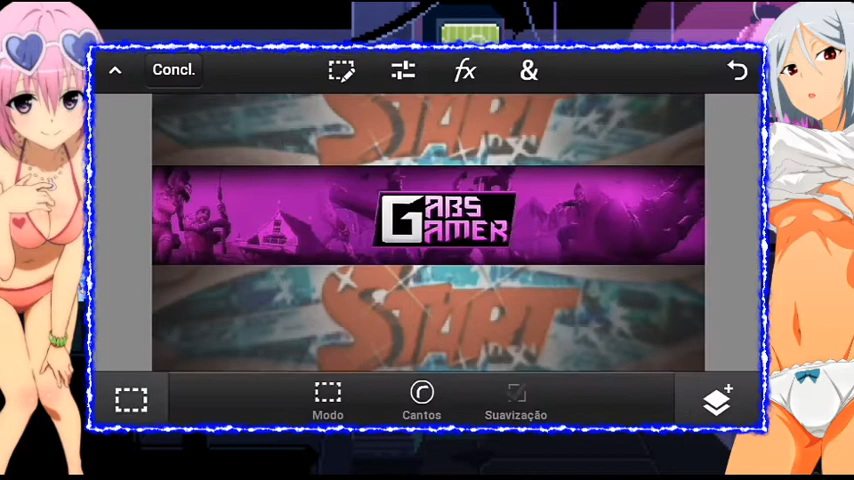 Concl.
fx
&
START
GABS
GAMER
START
Modo
Cantos
Suavização